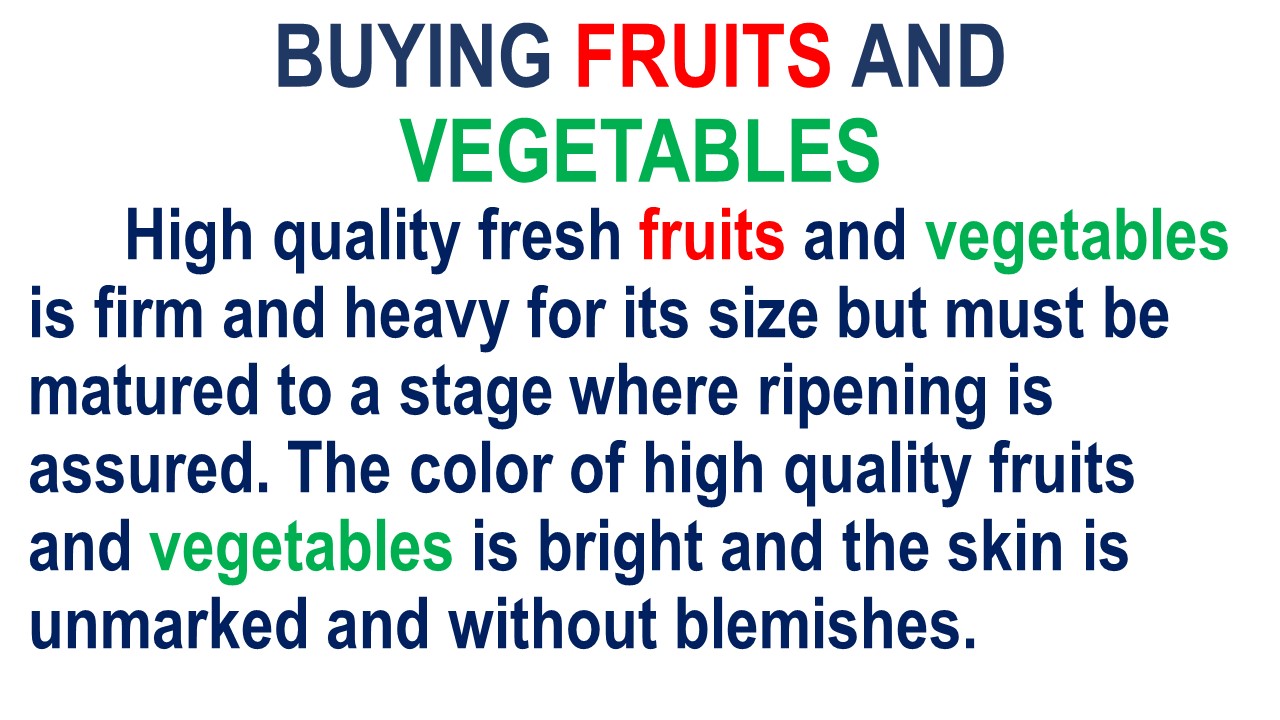 BUYING FRUITS AND
VEGETABLES
High quality fresh fruits and vegetables
is firm and heavy for its size but must be
matured to a stage where ripening is
assured. The color of high quality fruits
and vegetables is bright and the skin is
unmarked and without blemishes.